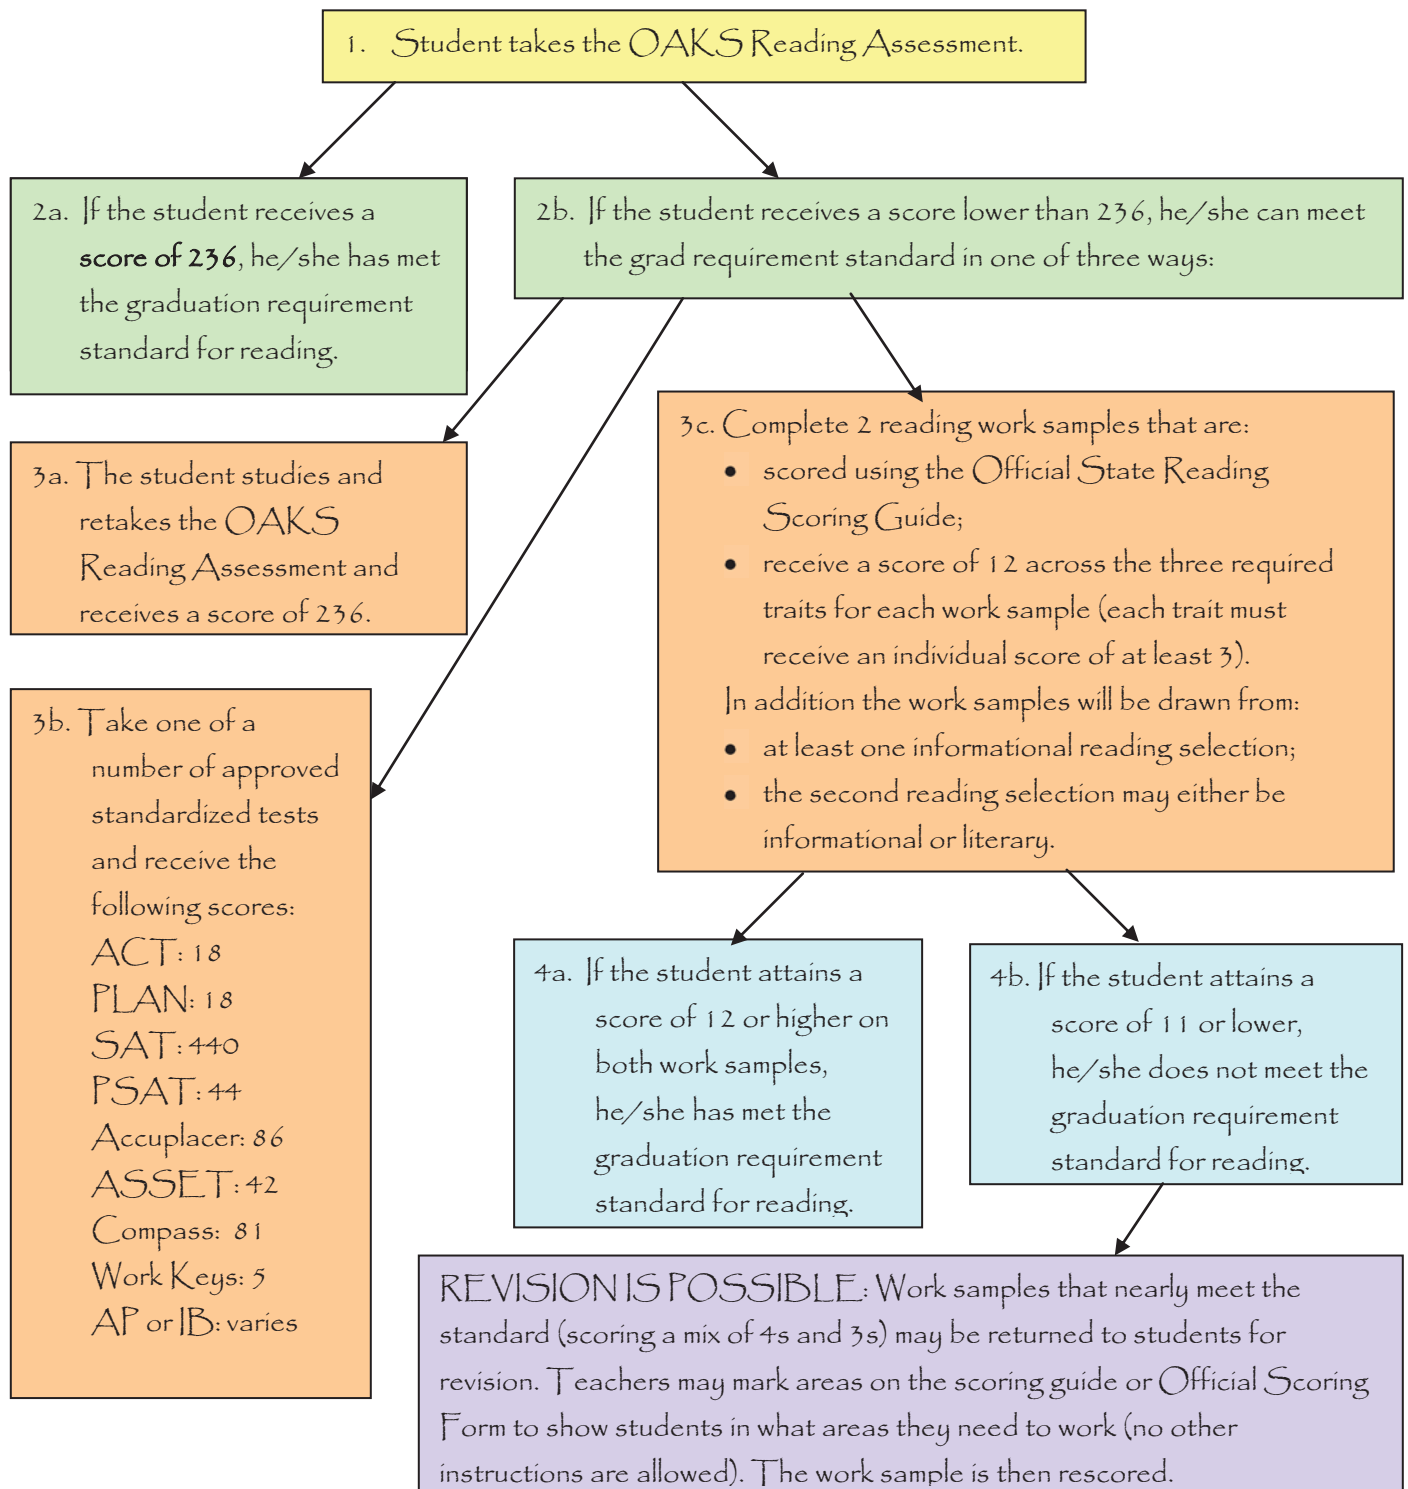 1. Student takes the OAKS Reading Assessment.
2a. If the student receives a
score of 236, he/she has met
the graduation requirement
standard for reading.
2b. If the student receives a score lower than 236, he/she can meet
the grad requirement standard in one of three ways:
3a. The student studies and
retakes the OAKS
Reading Assessment and
receives a score of 236.
3b. Take one of a
number of approved
standardized tests
and receive the
following scores:
ACT: 18
PLAN: 18
SAT: 440
PSAT: 44
Accuplacer: 86
ASSET: 42
Compass: 81
Work Keys: 5
AP or IB: varies
3c. Complete 2 reading work samples that are:
• scored using the Official State Reading
Scoring Guide;
• receive a score of 12 across the three required
traits for each work sample (each trait must
receive an individual score of at least 3).
In addition the work samples will be drawn from:
• at least one informational reading selection;
• the second reading selection may either be
informational or literary.
4a. If the student attains a
score of 12 or higher on
both work samples,
he/she has met the
graduation requirement
standard for reading.
4b. If the student attains a
score of 11 or lower,
he/she does not meet the
graduation requirement
standard for reading.
REVISION IS POSSIBLE: Work samples that nearly meet the
standard (scoring a mix of 4s and 3s) may be returned to students for
revision. Teachers may mark areas on the scoring guide or Official Scoring
Form to show students in what areas they need to work (no other
instructions are allowed). The work sample is then rescored.